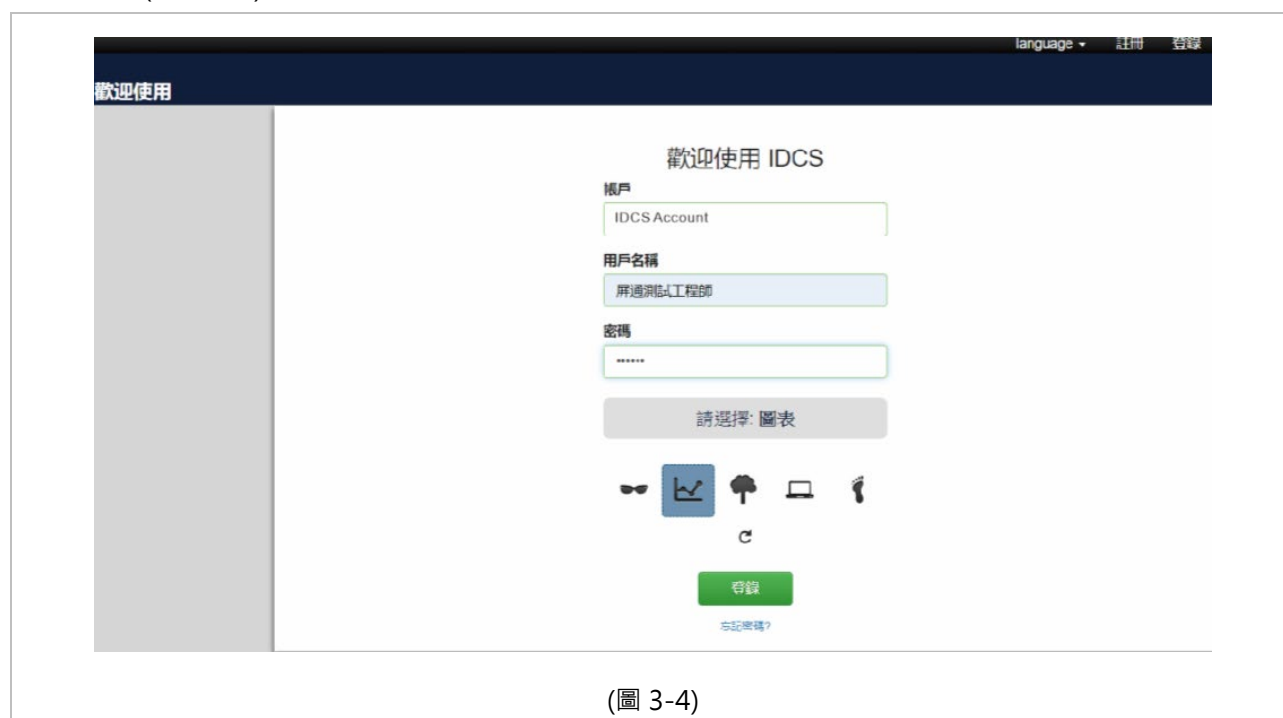 language 註冊 登錄
歡迎使用
歡迎使用 IDCS
帳戶
IDCS Account
用戶名稱
屏通測試工程師
密碼
••••••
請選擇: 圖表
登錄
忘記密碼?
(圖 3-4)